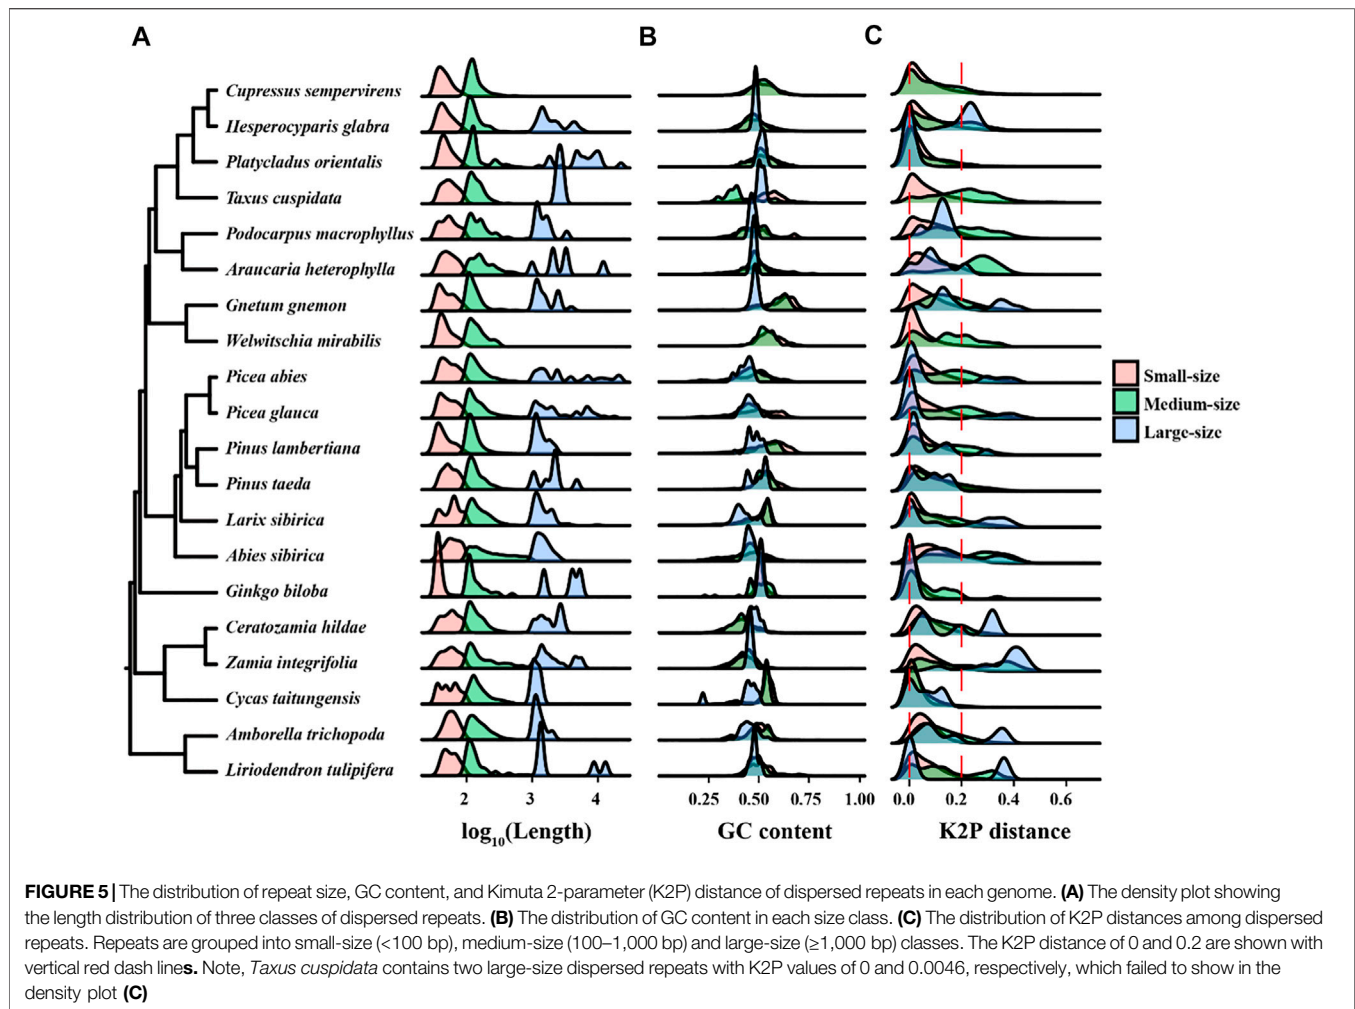 A
B
C
Cupressus sempervirens
Hesperocyparis glabra
Platycladus orientalis
Taxus cuspidata
Podocarpus macrophyllus
Araucaria heterophylla
Gnetum gnemon
Welwitschia mirabilis
Picea abies
Picea glauca
Pinus lambertiana
Pinus taeda
Larix sibirica
Abies sibirica
Ginkgo biloba
Ceratozamia hildae
Zamia integrifolia
Cycas taitungensis
Amborella trichopoda
Liriodendron tulipifera
Small-size
Medium-size
Large-size
2 3 4
0.25 0.50 0.75 1.00
0.0 0.2 0.4 0.6
log10(Length)
GC content
K2P distance
FIGURE 5 | The distribution of repeat size, GC content, and Kimuta 2-parameter (K2P) distance of dispersed repeats in each genome. (A) The density plot showing
the length distribution of three classes of dispersed repeats. (B) The distribution of GC content in each size class. (C) The distribution of K2P distances among dispersed
repeats. Repeats are grouped into small-size (<100 bp), medium-size (100–1,000 bp) and large-size (≥1,000 bp) classes. The K2P distance of 0 and 0.2 are shown with
vertical red dash lines. Note, Taxus cuspidata contains two large-size dispersed repeats with K2P values of 0 and 0.0046, respectively, which failed to show in the
density plot (C)